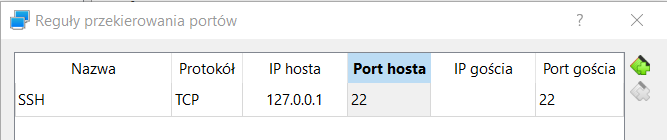 Reguły przekierowania portów
Nazwa Protokół IP hosta Port hosta IP gościa Port gościa
SSH TCP 127.0.0.1 22 22